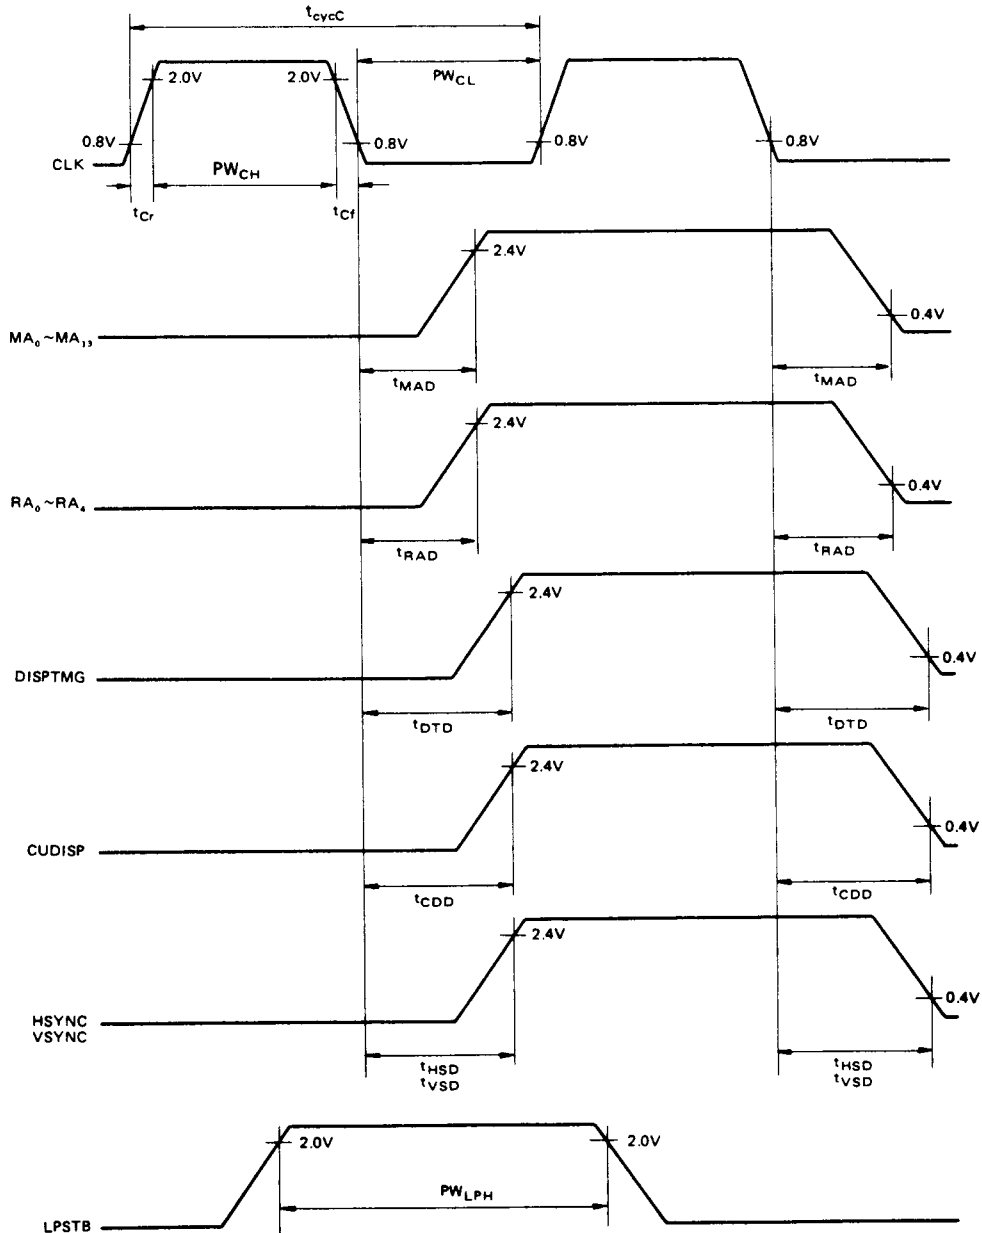 tcycC
2.0V 2.0V PWCL
0.8V 0.8V 0.8V 0.8V
CLK PWCH
tCr tCf
2.4V
0.4V
MA₀~MA₁₃
tMAD tMAD
2.4V
0.4V
RA₀~RA₄
tRAD tRAD
2.4V
0.4V
DISPTMG
tDTD tDTD
2.4V
0.4V
CUDISP
tCDD tCDD
2.4V
0.4V
HSYNC
VSYNC
tHSD tHSD
tVSD tVSD
2.0V 2.0V
PWLPH
LPSTB